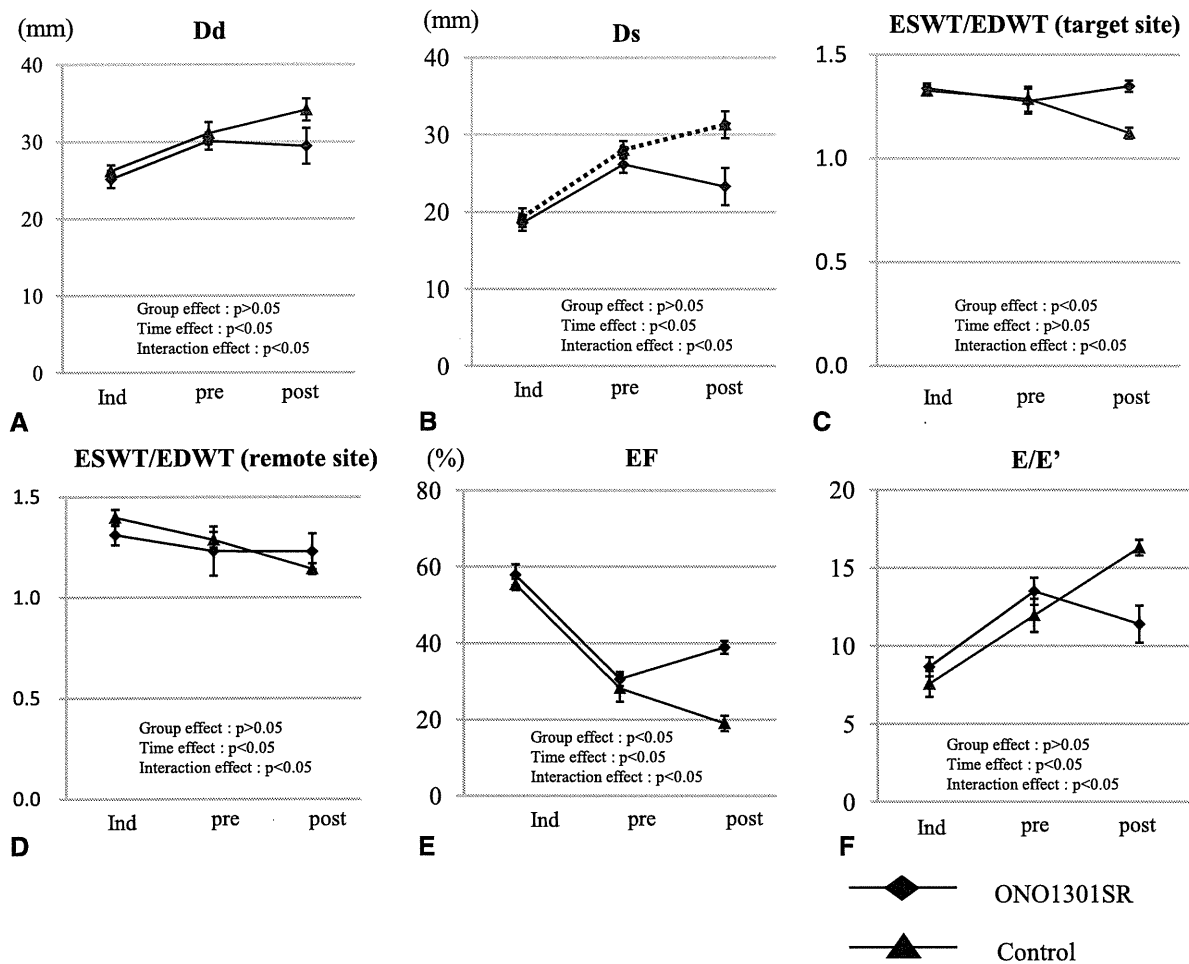 (mm)
Dd
40
30
20
10
0
Group effect : p>0.05
Time effect : p<0.05
Interaction effect : p<0.05
Ind
pre
post
A
(mm)
Ds
40
30
20
10
0
Group effect : p>0.05
Time effect : p<0.05
Interaction effect : p<0.05
Ind
pre
post
B
ESWT/EDWT (target site)
1.5
1.0
0.5
0.0
Group effect : p<0.05
Time effect : p>0.05
Interaction effect : p<0.05
Ind
pre
post
C
ESWT/EDWT (remote site)
1.5
1.0
0.5
0.0
Group effect : p>0.05
Time effect : p<0.05
Interaction effect : p<0.05
Ind
pre
post
D
(%)
EF
80
60
40
20
0
Group effect : p<0.05
Time effect : p<0.05
Interaction effect : p<0.05
Ind
pre
post
E
E/E’
20
15
10
5
0
Group effect : p>0.05
Time effect : p<0.05
Interaction effect : p<0.05
Ind
pre
post
F
ONO1301SR
Control